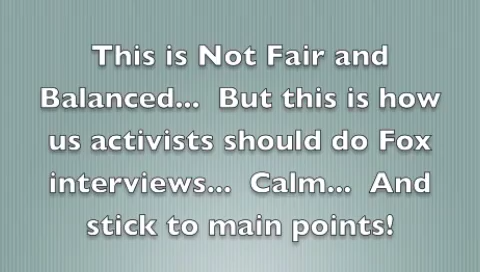 This is Not Fair and
Balanced...  But this is how
us activists should do Fox
interviews...  Calm...  And
stick to main points!